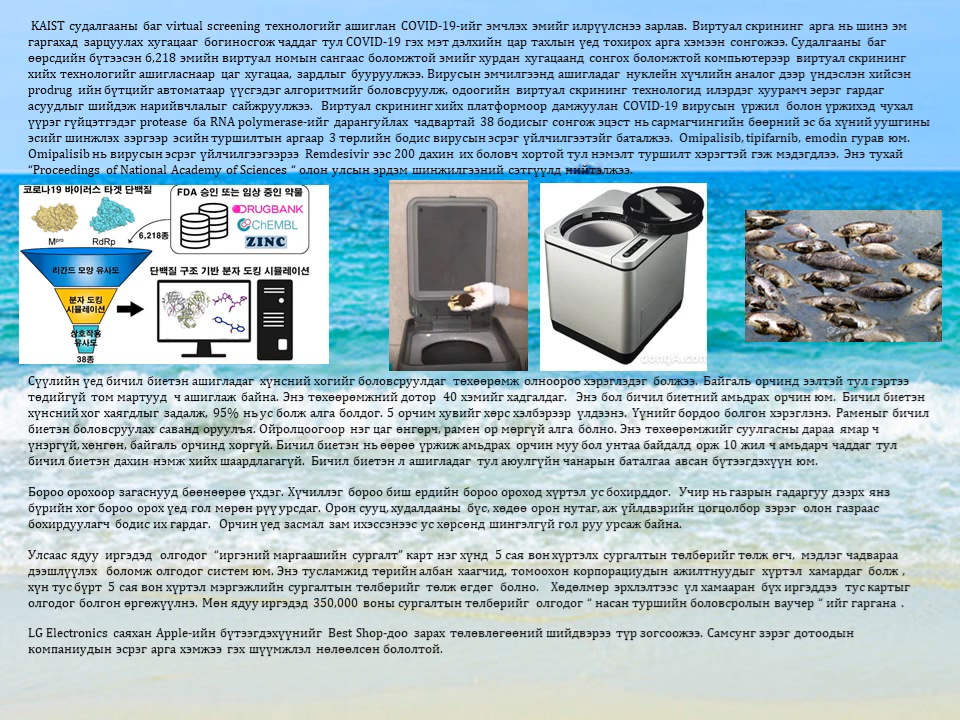 KAIST судалгааны баг virtual screening технологийг ашиглан COVID-19-ийг эмчлэх эмийг илрүүлснээ зарлав. Виртуал скрининг арга нь шинэ эм
гаргахад зарцуулах хугацааг богиносгож чаддаг тул COVID-19 гэх мэт дэлхийн цар тахлын үед тохирох арга хэмээн сонгожээ. Судалгааны баг
өөрсдийн бүтээсэн 6,218 эмийн виртуал номын сангаас боломжтой эмийг хурдан хугацаанд сонгох боломжтой компьютерээр виртуал скрининг
хийх технологийг ашигласнаар цаг хугацаа, зардлыг бууруулжээ. Вирусын эмчилгээнд ашигладаг нуклейн хүчлийн аналог дээр үндэслэн хийсэн
prodrug ийн бүтцийг автоматаар үүсгэдэг алгоритмийг боловсруулж, одоогийн виртуал скрининг технологид илэрдэг хуурамч эерэг гардаг
асуудлыг шийдэж нарийвчлалыг сайжруулжээ. Виртуал скрининг хийх платформоор дамжуулан COVID-19 вирусын үржил болон үржихэд чухал
үүрэг гүйцэтгэдэг protease ба RNA polymerase-ийг дарангуйлах чадвартай 38 бодисыг сонгож эцэст нь сармагчингийн бөөрний эс ба хүний уушгины
эсийг шинжлэх зэргээр эсийн туршилтын аргаар 3 төрлийн бодис вирусын эсрэг үйлчилгээтэйг баталжээ. Omipalisib, tipifarnib, emodin гурав юм.
Omipalisib нь вирусын эсрэг үйлчилгээгээрээ Remdesivir ээс 200 дахин их боловч хортой тул нэмэлт туршилт хэрэгтэй гэж мэдэгдлээ. Энэ тухай
"Proceedings of National Academy of Sciences " олон улсын эрдэм шинжилгээний сэтгүүлд нийтэлжээ.
코로나19 바이러스 타겟 단백질
Mpro RdRp
6,218종
FDA 승인 또는 임상 중인 약물
DRUGBANK
ChEMBL
ZINC
리간드 모양 유사도
분자 도킹
시뮬레이션
상호작용
유사도
38종
단백질 구조 기반 분자 도킹 시뮬레이션
dongA.com
Сүүлийн үед бичил биетэн ашигладаг хүнсний хогийг боловсруулдаг төхөөрөмж олноороо хэрэглэдэг болжээ. Байгаль орчинд ээлтэй тул гэртээ
төдийгүй том мартууд ч ашиглаж байна. Энэ төхөөрөмжний дотор 40 хэмийг хадгалдаг. Энэ бол бичил биетний амьдрах орчин юм. Бичил биетэн
хүнсний хог хаягдлыг задалж, 95% нь ус болж алга болдог. 5 орчим хувийг хөрс хэлбэрээр үлдээнэ. Үүнийг бордоо болгон хэрэглэнэ. Раменыг бичил
биетэн боловсруулах саванд оруулъя. Ойролцоогоор нэг цаг өнгөрч, рамен ор мөргүй алга болно. Энэ төхөөрөмжийг суулгасны дараа ямар ч
үнэргүй, хөнгөн, байгаль орчинд хоргүй. Бичил биетэн нь өөрөө үржиж амьдрах орчин муу бол унтаа байдалд орж 10 жил ч амьдарч чаддаг тул
бичил биетэн дахин нэмж хийх шаардлагагүй. Бичил биетэн л ашигладаг тул аюулгүйн чанарын баталгаа авсан бүтээгдэхүүн юм.
Бороо орохоор загаснууд бөөнөөрөө үхдэг. Хүчиллэг бороо биш ердийн бороо ороход хүртэл ус бохирддог. Учир нь газрын гадаргуу дээрх янз
бүрийн хог бороо орох үед гол мөрөн рүү урсдаг. Орон сууц, худалдааны бүс, хөдөө орон нутаг, аж үйлдвэрийн цогцолбор зэрэг олон газраас
бохирдуулагч бодис их гардаг. Орчин үед засмал зам ихэссэнээс ус хөрсөнд шингэлгүй гол руу урсаж байна.
Улсаас ядуу иргэдэд олгодог "иргэний маргаашийн сургалт" карт нэг хүнд 5 сая вон хүртэлх сургалтын төлбөрийг төлж өгч, мэдлэг чадвараа
дээшлүүлэх боломж олгодог систем юм. Энэ тусламжид төрийн албан хаагчид, томоохон корпорациудын ажилтнуудыг хүртэл хамардаг болж ,
хүн тус бүрт 5 сая вон хүртэл мэргэжлийн сургалтын төлбөрийг төлж өгдөг болно. Хөдөлмөр эрхлэлтээс үл хамааран бүх иргэддээ тус картыг
олгодог болгон өргөжүүлнэ. Мөн ядуу иргэдэд 350,000 воны сургалтын төлбөрийг олгодог " насан туршийн боловсролын ваучер " ийг гаргана .
LG Electronics саяхан Apple-ийн бүтээгдэхүүнийг Best Shop-доо зарах төлөвлөгөөний шийдвэрээ түр зогсоожээ. Самсунг зэрэг дотоодын
компаниудын эсрэг арга хэмжээ гэх шүүмжлэл нөлөөлсөн бололтой.